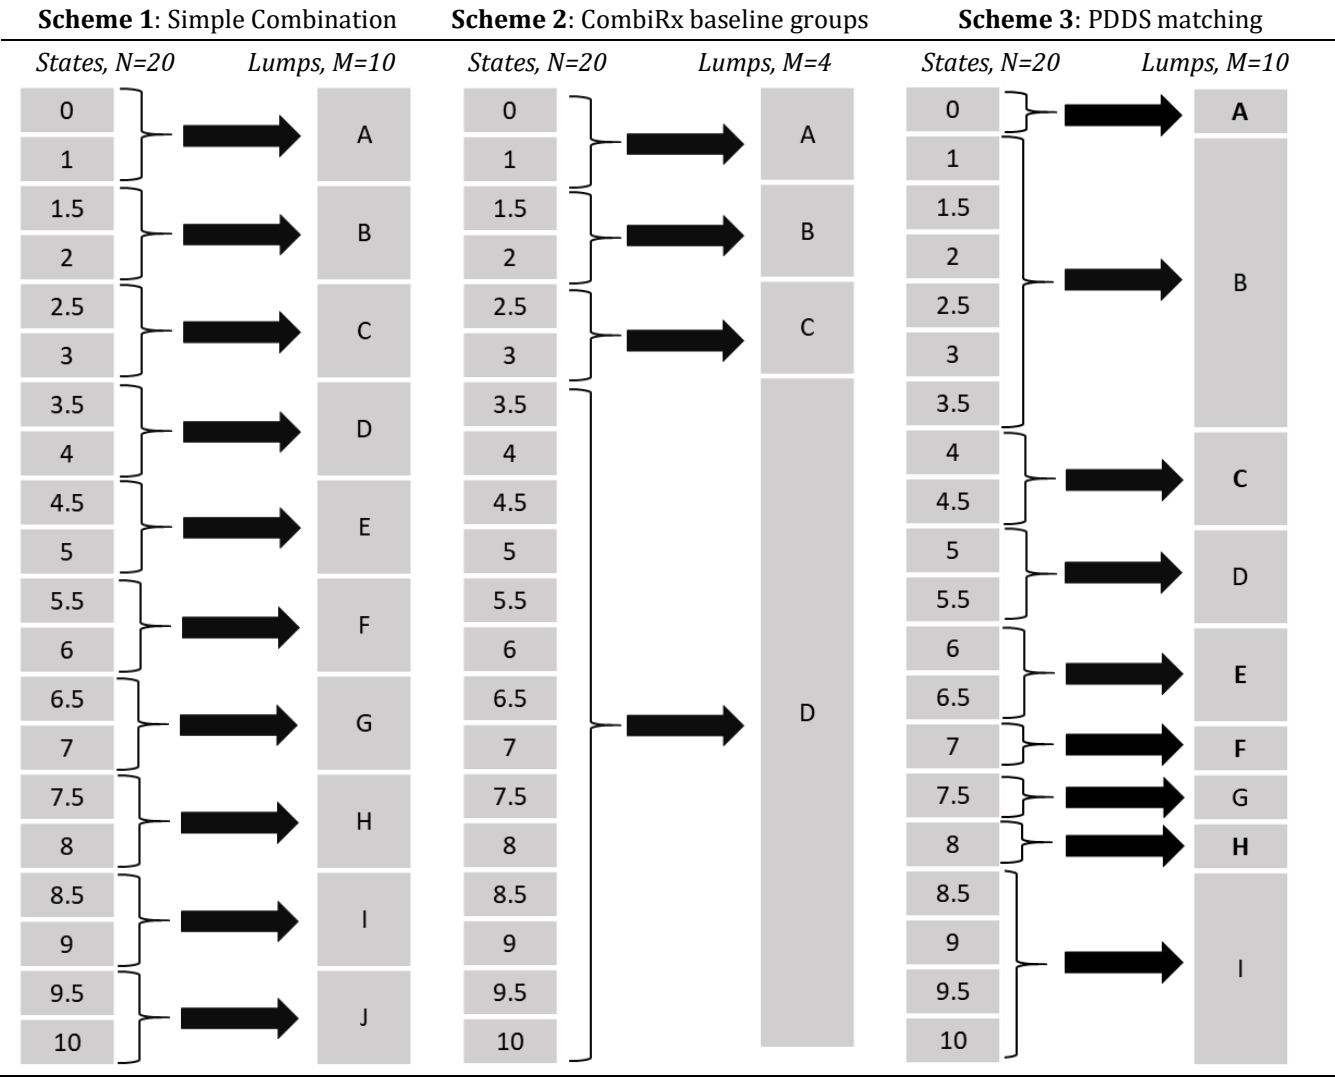 Scheme 1: Simple Combination
States, N=20 Lumps, M=10
0
1
A
1.5
2
B
2.5
3
C
3.5
4
D
4.5
5
E
5.5
6
F
6.5
7
G
7.5
8
H
8.5
9
I
9.5
10
J
Scheme 2: CombiRx baseline groups
States, N=20 Lumps, M=4
0
1
A
1.5
2
B
2.5
3
C
3.5
4
4.5
5
5.5
6
6.5
7
7.5
8
8.5
9
9.5
10
D
Scheme 3: PDDS matching
States, N=20 Lumps, M=10
0
A
1
1.5
2
2.5
3
3.5
B
4
4.5
C
5
5.5
D
6
6.5
E
7
F
7.5
G
8
H
8.5
9
9.5
10
I